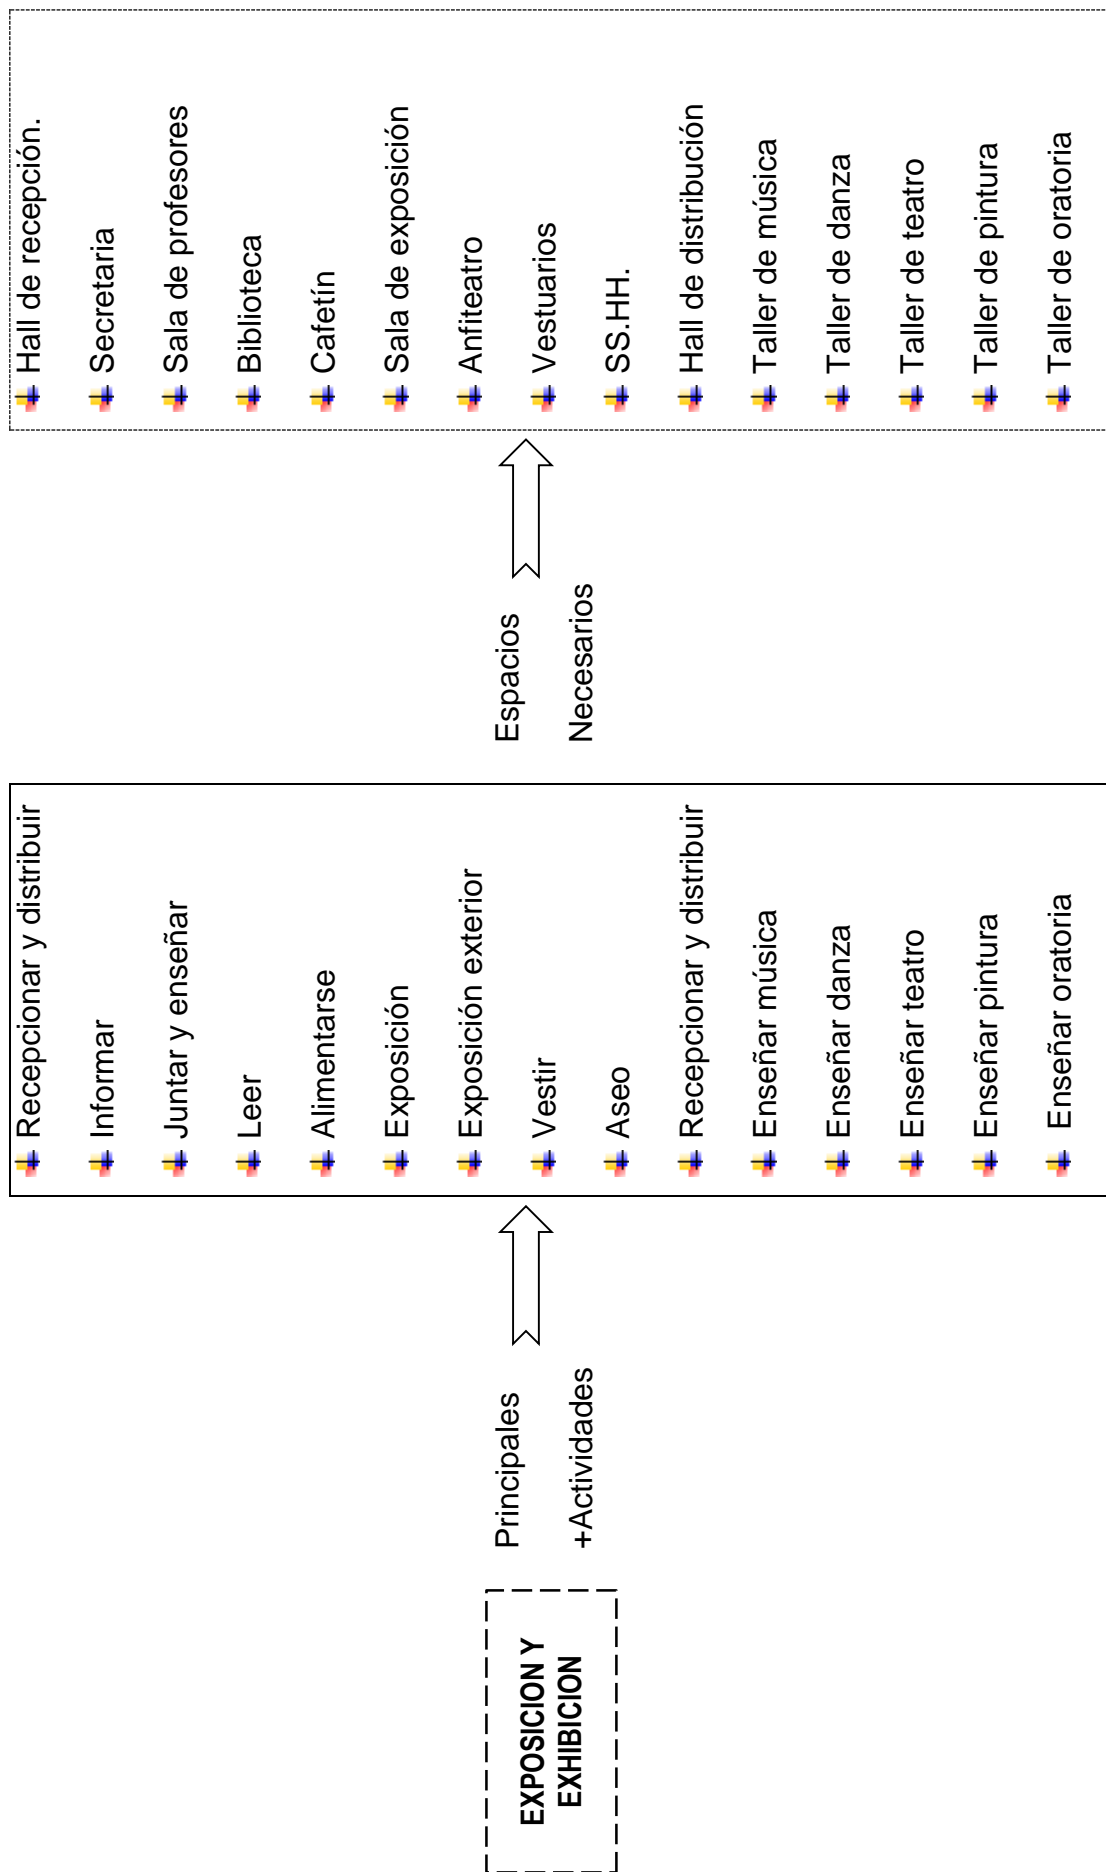 EXPOSICION Y
EXHIBICION
Principales
+Actividades
Recepcionar y distribuir
Informar
Juntar y enseñar
Leer
Alimentarse
Exposición
Exposición exterior
Vestir
Aseo
Recepcionar y distribuir
Enseñar música
Enseñar danza
Enseñar teatro
Enseñar pintura
Enseñar oratoria
Espacios
Necesarios
Hall de recepción.
Secretaria
Sala de profesores
Biblioteca
Cafetín
Sala de exposición
Anfiteatro
Vestuarios
SS.HH.
Hall de distribución
Taller de música
Taller de danza
Taller de teatro
Taller de pintura
Taller de oratoria